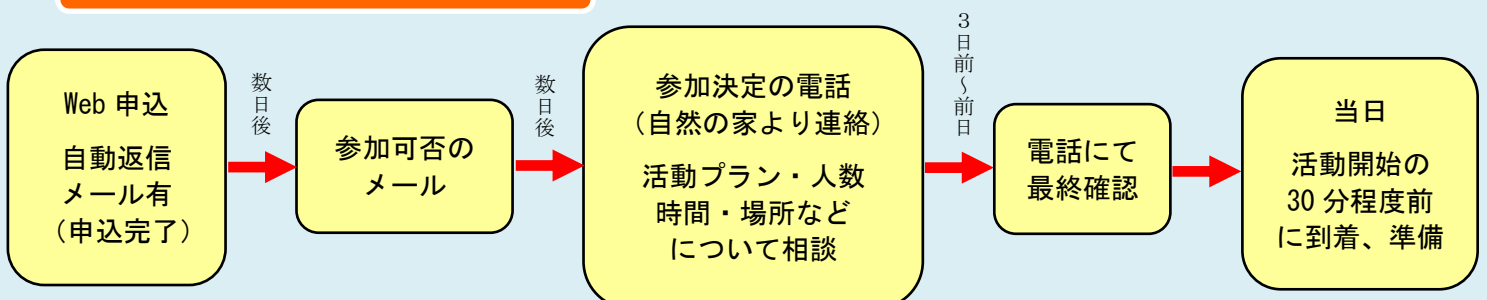 Web 申込
自動返信
メール有
（申込完了）
数日後
参加可否の
メール
数日後
参加決定の電話
（自然の家より連絡）
活動プラン・人数
時間・場所など
について相談
３日前～前日
電話にて
最終確認
当日
活動開始の
30 分程度前
に到着、準備